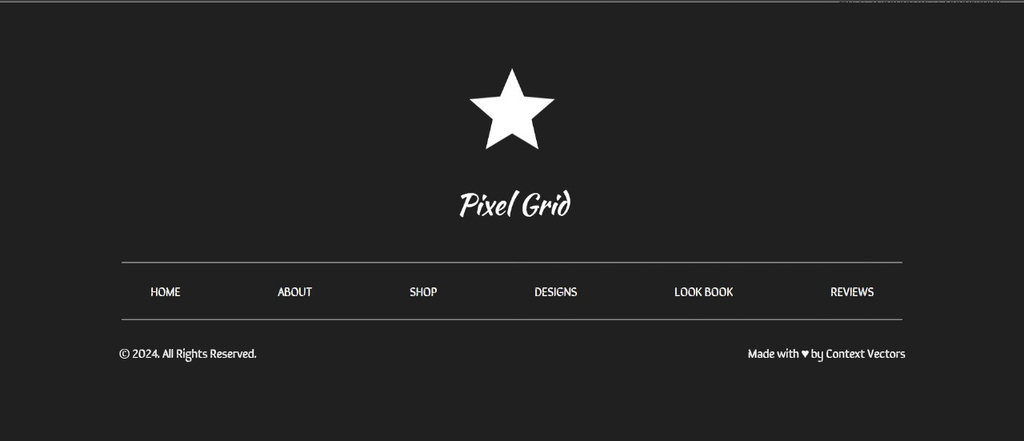 Pixel Grid
HOME ABOUT SHOP DESIGNS LOOK BOOK REVIEWS
© 2024. All Rights Reserved. Made with ♥ by Context Vectors